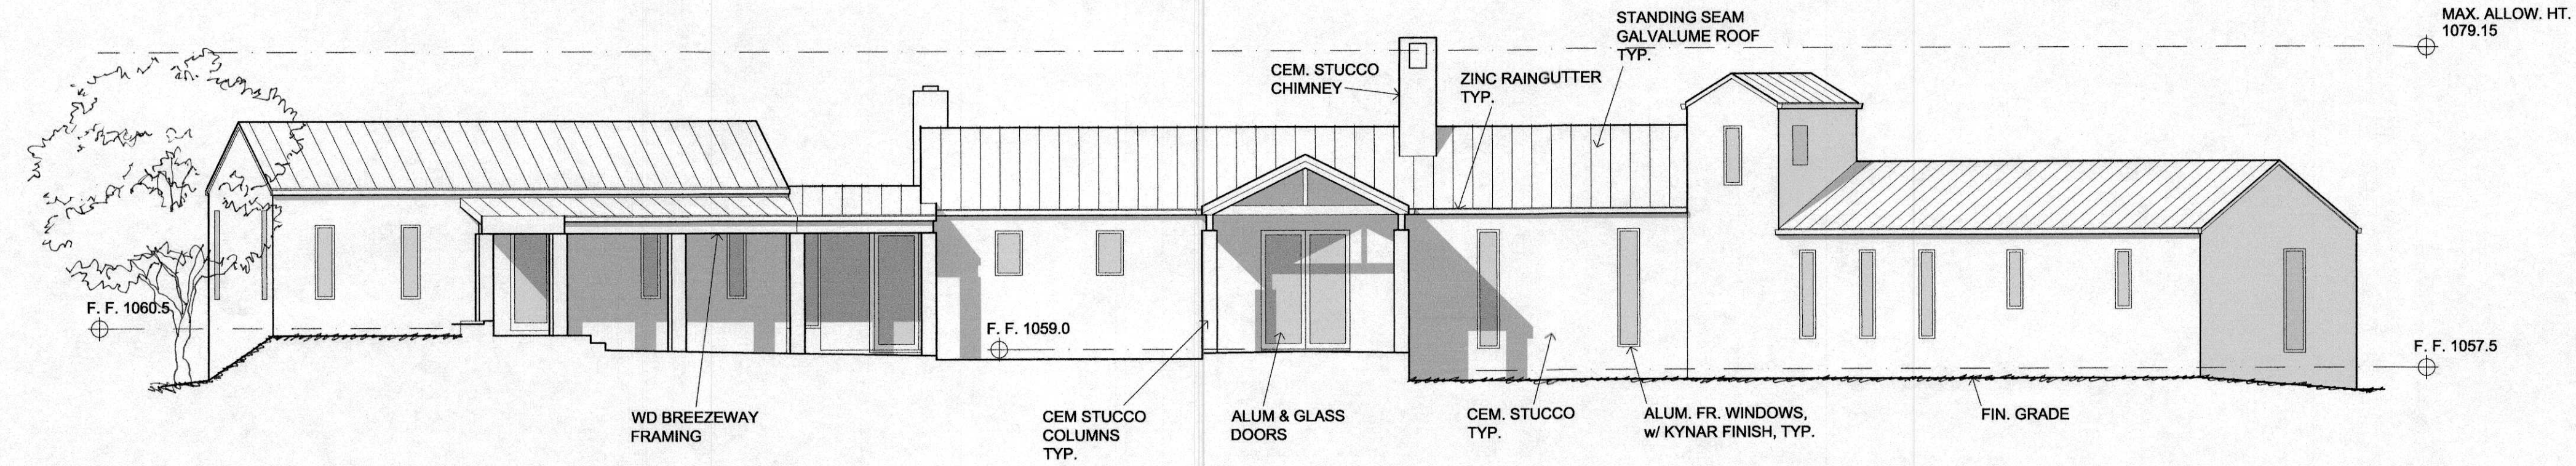 STANDING SEAM
GALVALUME ROOF
TYP.
MAX. ALLOW. HT.
1079.15
CEM. STUCCO
CHIMNEY
ZINC RAINGUTTER
TYP.
F. F. 1060.5
F. F. 1059.0
F. F. 1057.5
WD BREEZEWAY
FRAMING
CEM STUCCO
COLUMNS
TYP.
ALUM & GLASS
DOORS
CEM. STUCCO
TYP.
ALUM. FR. WINDOWS,
w/ KYNAR FINISH, TYP.
FIN. GRADE